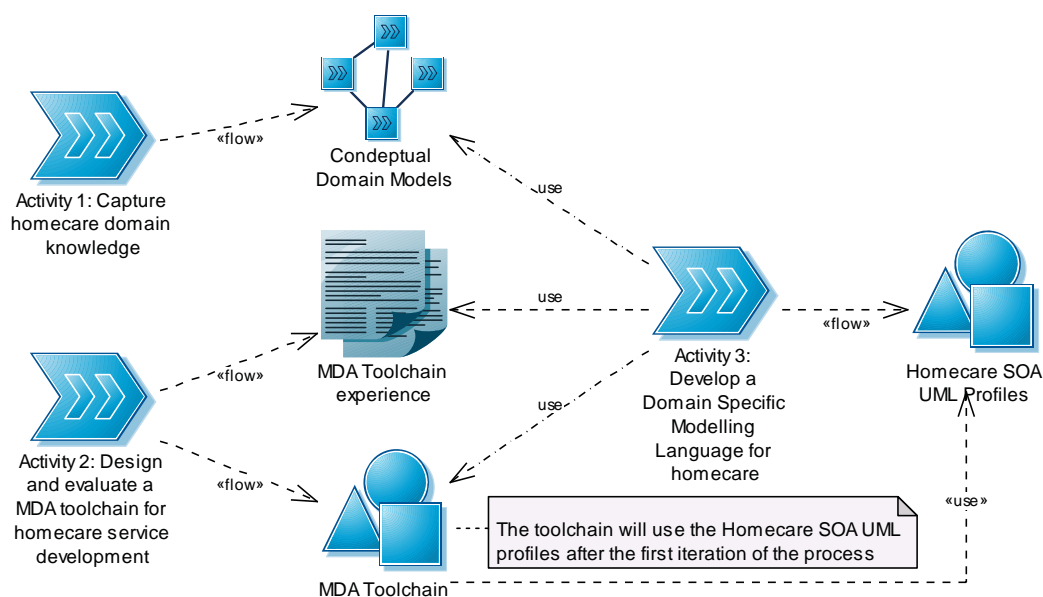 Activity 1: Capture
homecare domain
knowledge
«flow»
Condeptual
Domain Models
use
MDA Toolchain
experience
use
Activity 2: Design
and evaluate a
MDA toolchain for
homecare service
development
«flow»
«flow»
MDA Toolchain
use
Activity 3:
Develop a
Domain Specific
Modelling
Language for
homecare
«flow»
Homecare SOA
UML Profiles
«use»
The toolchain will use the Homecare SOA UML
profiles after the first iteration of the process